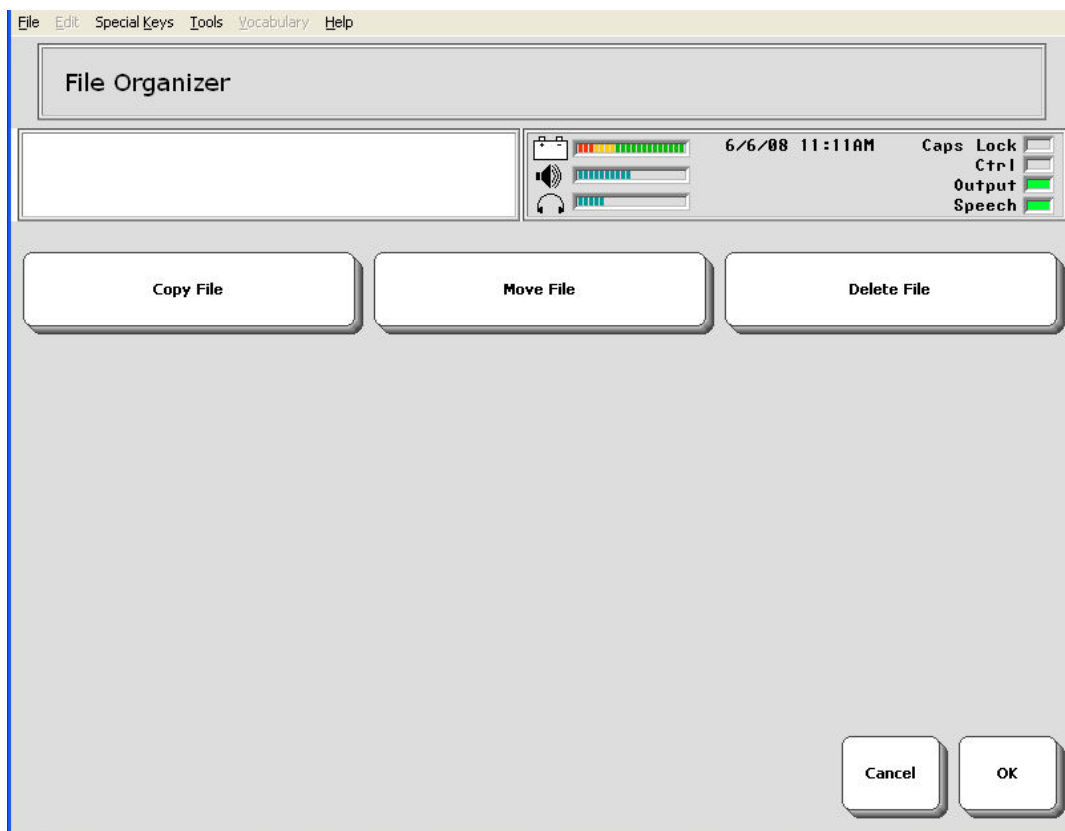 File Edit Special Keys Tools Vocabulary Help
File Organizer
6/6/08 11:11AM
Caps Lock
Ctrl
Output
Speech
Copy File Move File Delete File
Cancel OK